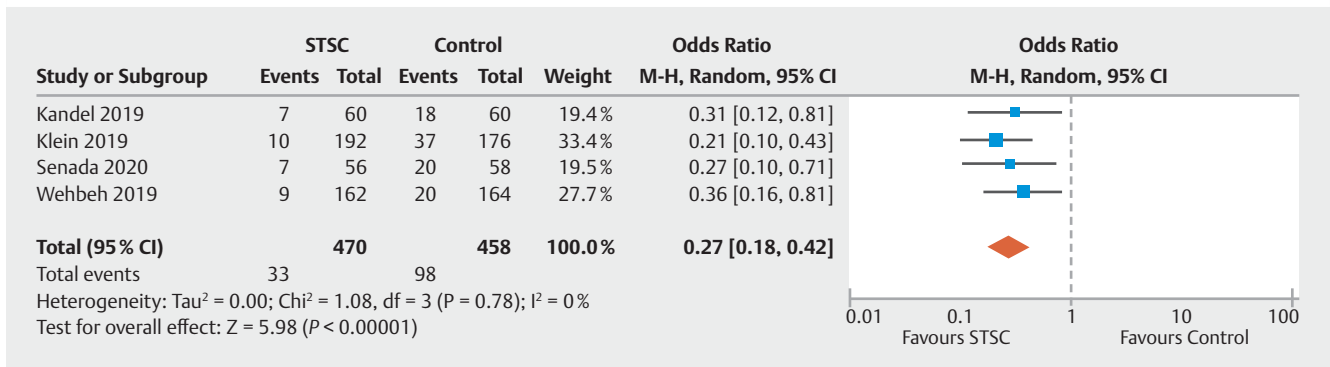 STSC Control Odds Ratio Odds Ratio
Study or Subgroup Events Total Events Total Weight M-H, Random, 95% CI M-H, Random, 95% CI
Kandel 2019 7 60 18 60 19.4% 0.31 [0.12, 0.81]
Klein 2019 10 192 37 176 33.4% 0.21 [0.10, 0.43]
Senada 2020 7 56 20 58 19.5% 0.27 [0.10, 0.71]
Wehbeh 2019 9 162 20 164 27.7% 0.36 [0.16, 0.81]
Total (95% CI) 470 458 100.0% 0.27 [0.18, 0.42]
Total events 33 98
Heterogeneity: Tau² = 0.00; Chi² = 1.08, df = 3 (P = 0.78); I² = 0%
Test for overall effect: Z = 5.98 (P < 0.00001)
0.01 0.1 1 10 100
Favours STSC Favours Control